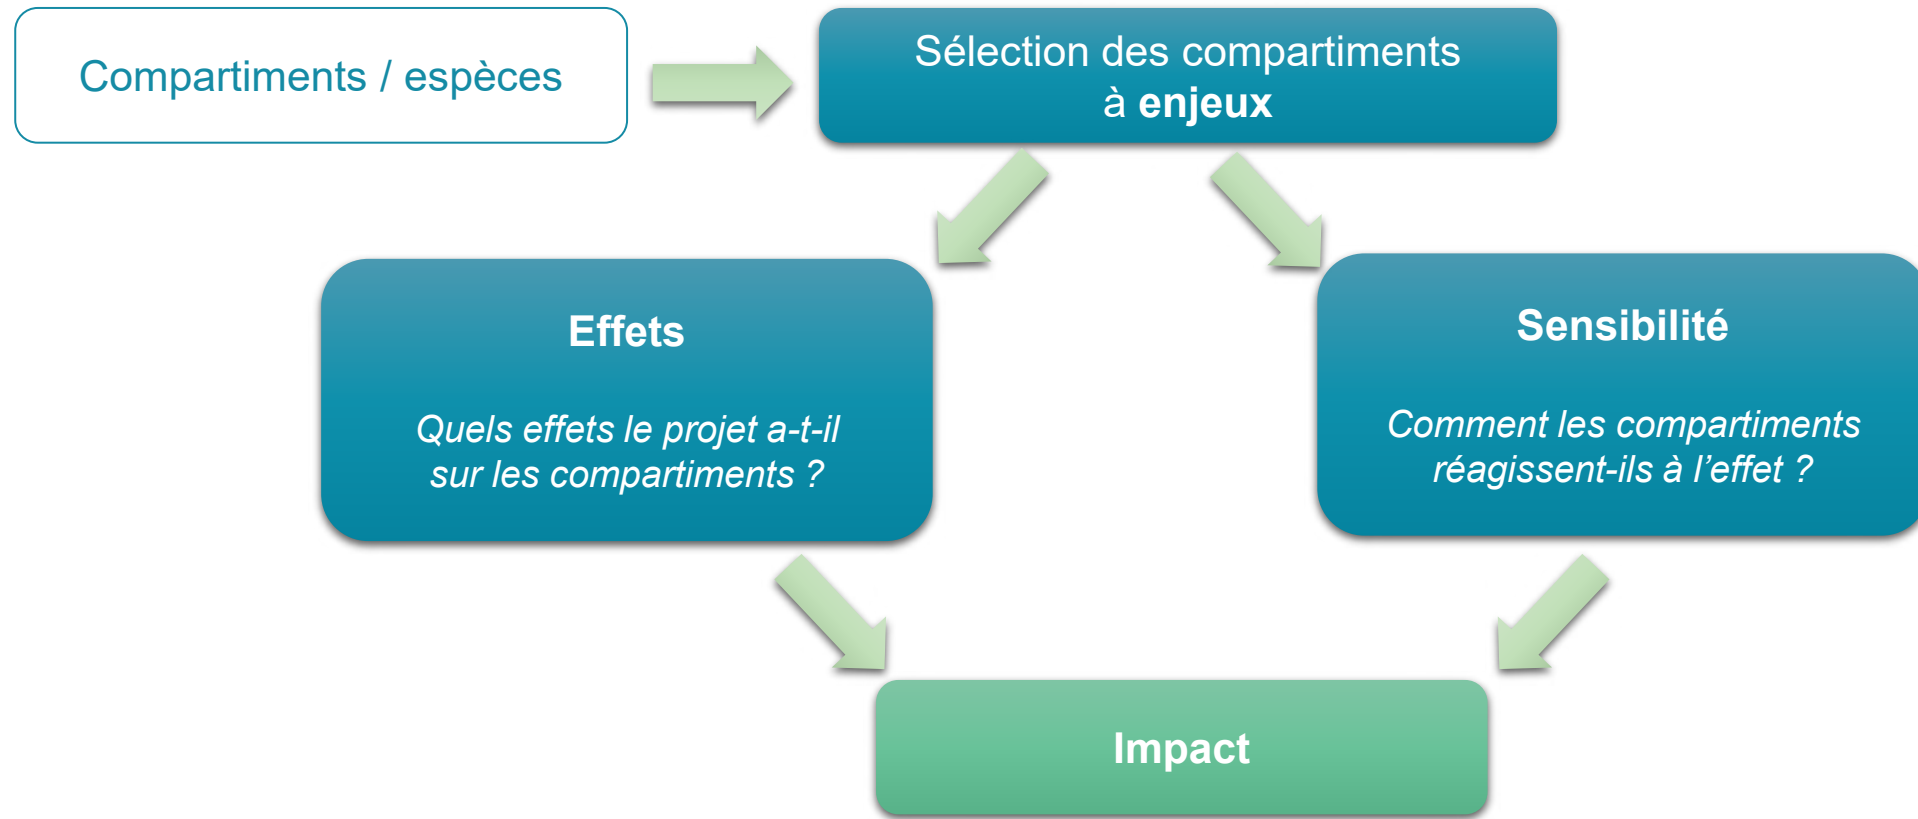 Compartiments / espèces
Sélection des compartiments
à enjeux
Effets
Quels effets le projet a-t-il
sur les compartiments ?
Sensibilité
Comment les compartiments
réagissent-ils à l’effet ?
Impact